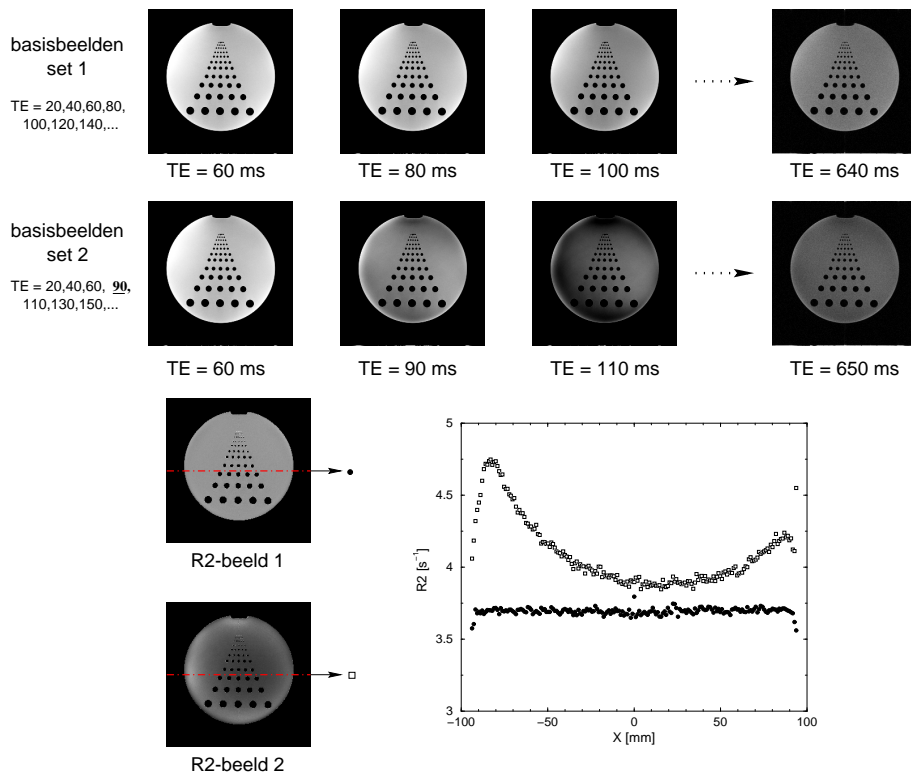 basisbeelden
set 1
TE = 20,40,60,80,
100,120,140,...
TE = 60 ms
TE = 80 ms
TE = 100 ms
TE = 640 ms
basisbeelden
set 2
TE = 20,40,60, 90,
110,130,150,...
TE = 60 ms
TE = 90 ms
TE = 110 ms
TE = 650 ms
R2-beeld 1
R2-beeld 2
5
4.5
4
3.5
3
R2 [s⁻¹]
−100
−50
0
50
100
X [mm]